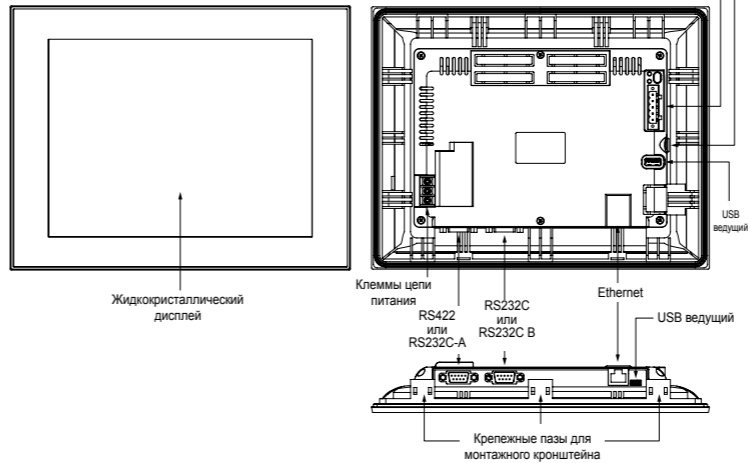 USB
ведущий
Жидкокристаллический
дисплей
Клеммы цепи
питания
RS422
или
RS232C-A
RS232C
или
RS232C B
Ethernet
USB ведущий
Крепежные пазы для
монтажного кронштейна